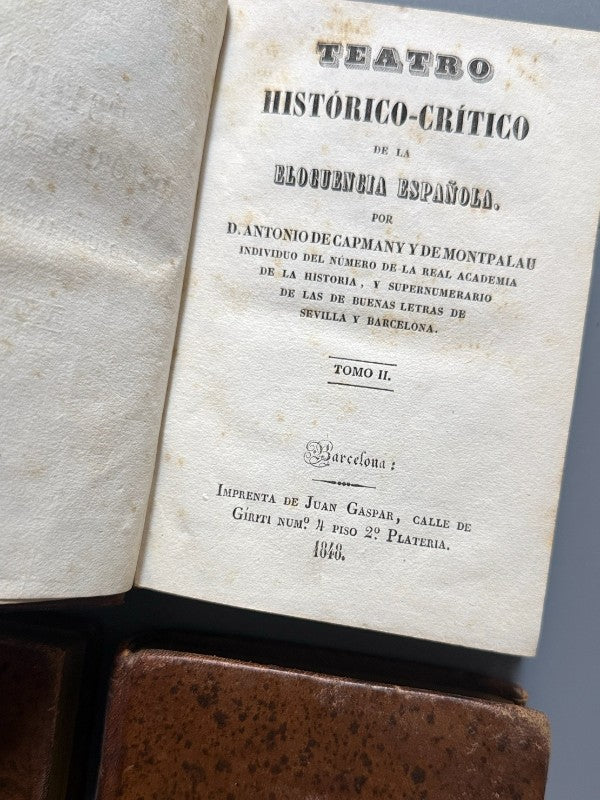 TEATRO
HISTÓRICO-CRÍTICO
DE LA
ELOCUENCIA ESPAÑOLA.
POR
D. ANTONIO DE CAPMANY Y DE MONTPALAU
INDIVIDUO DEL NÚMERO DE LA REAL ACADEMIA
DE LA HISTORIA, Y SUPERNUMERARIO
DE LAS DE BUENAS LETRAS DE
SEVILLA Y BARCELONA.
TOMO II.
Barcelona:
IMPRENTA DE JUAN GASPAR, CALLE DE
GÍRITI NUMº 4 PISO 2º PLATERIA.
1848.